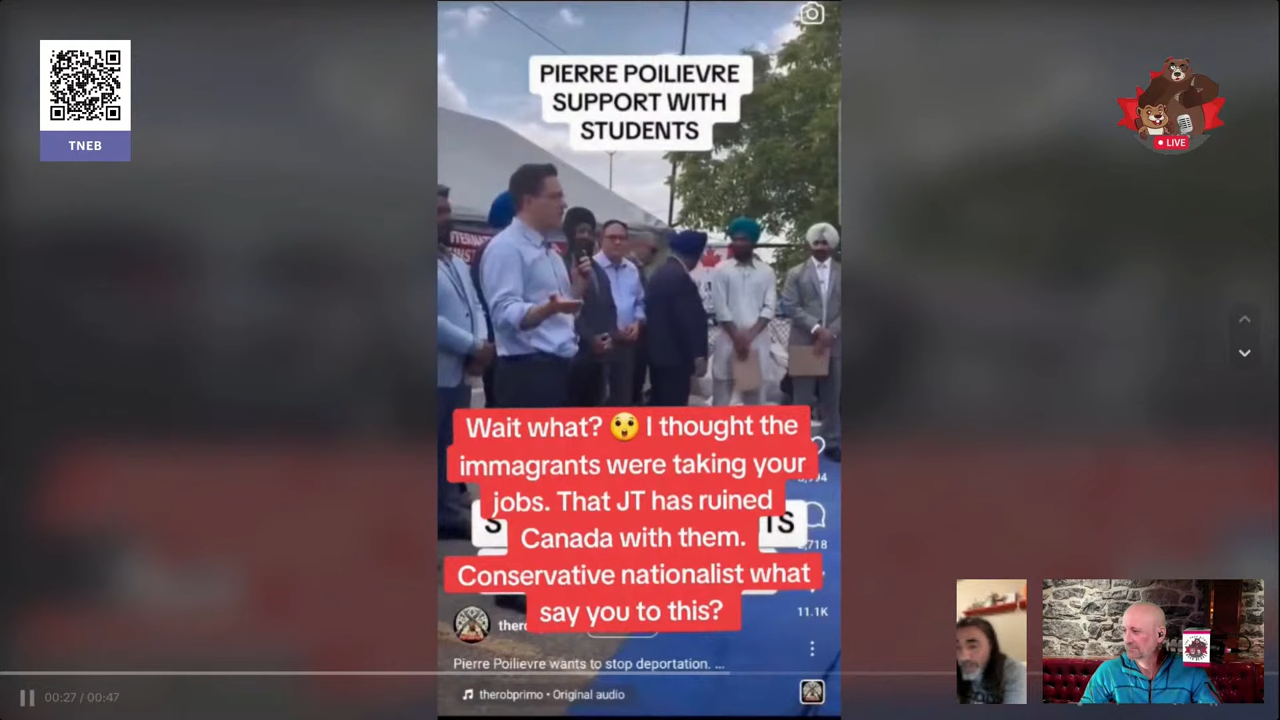 TNEB
LIVE
PIERRE POILIEVRE
SUPPORT WITH
STUDENTS
Wait what? 😲 I thought the
immagrants were taking your
jobs. That JT has ruined
Canada with them.
Conservative nationalist what
say you to this?
11.1K
Pierre Poilievre wants to stop deportation. ...
therobprimo • Original audio
00:27 / 00:47